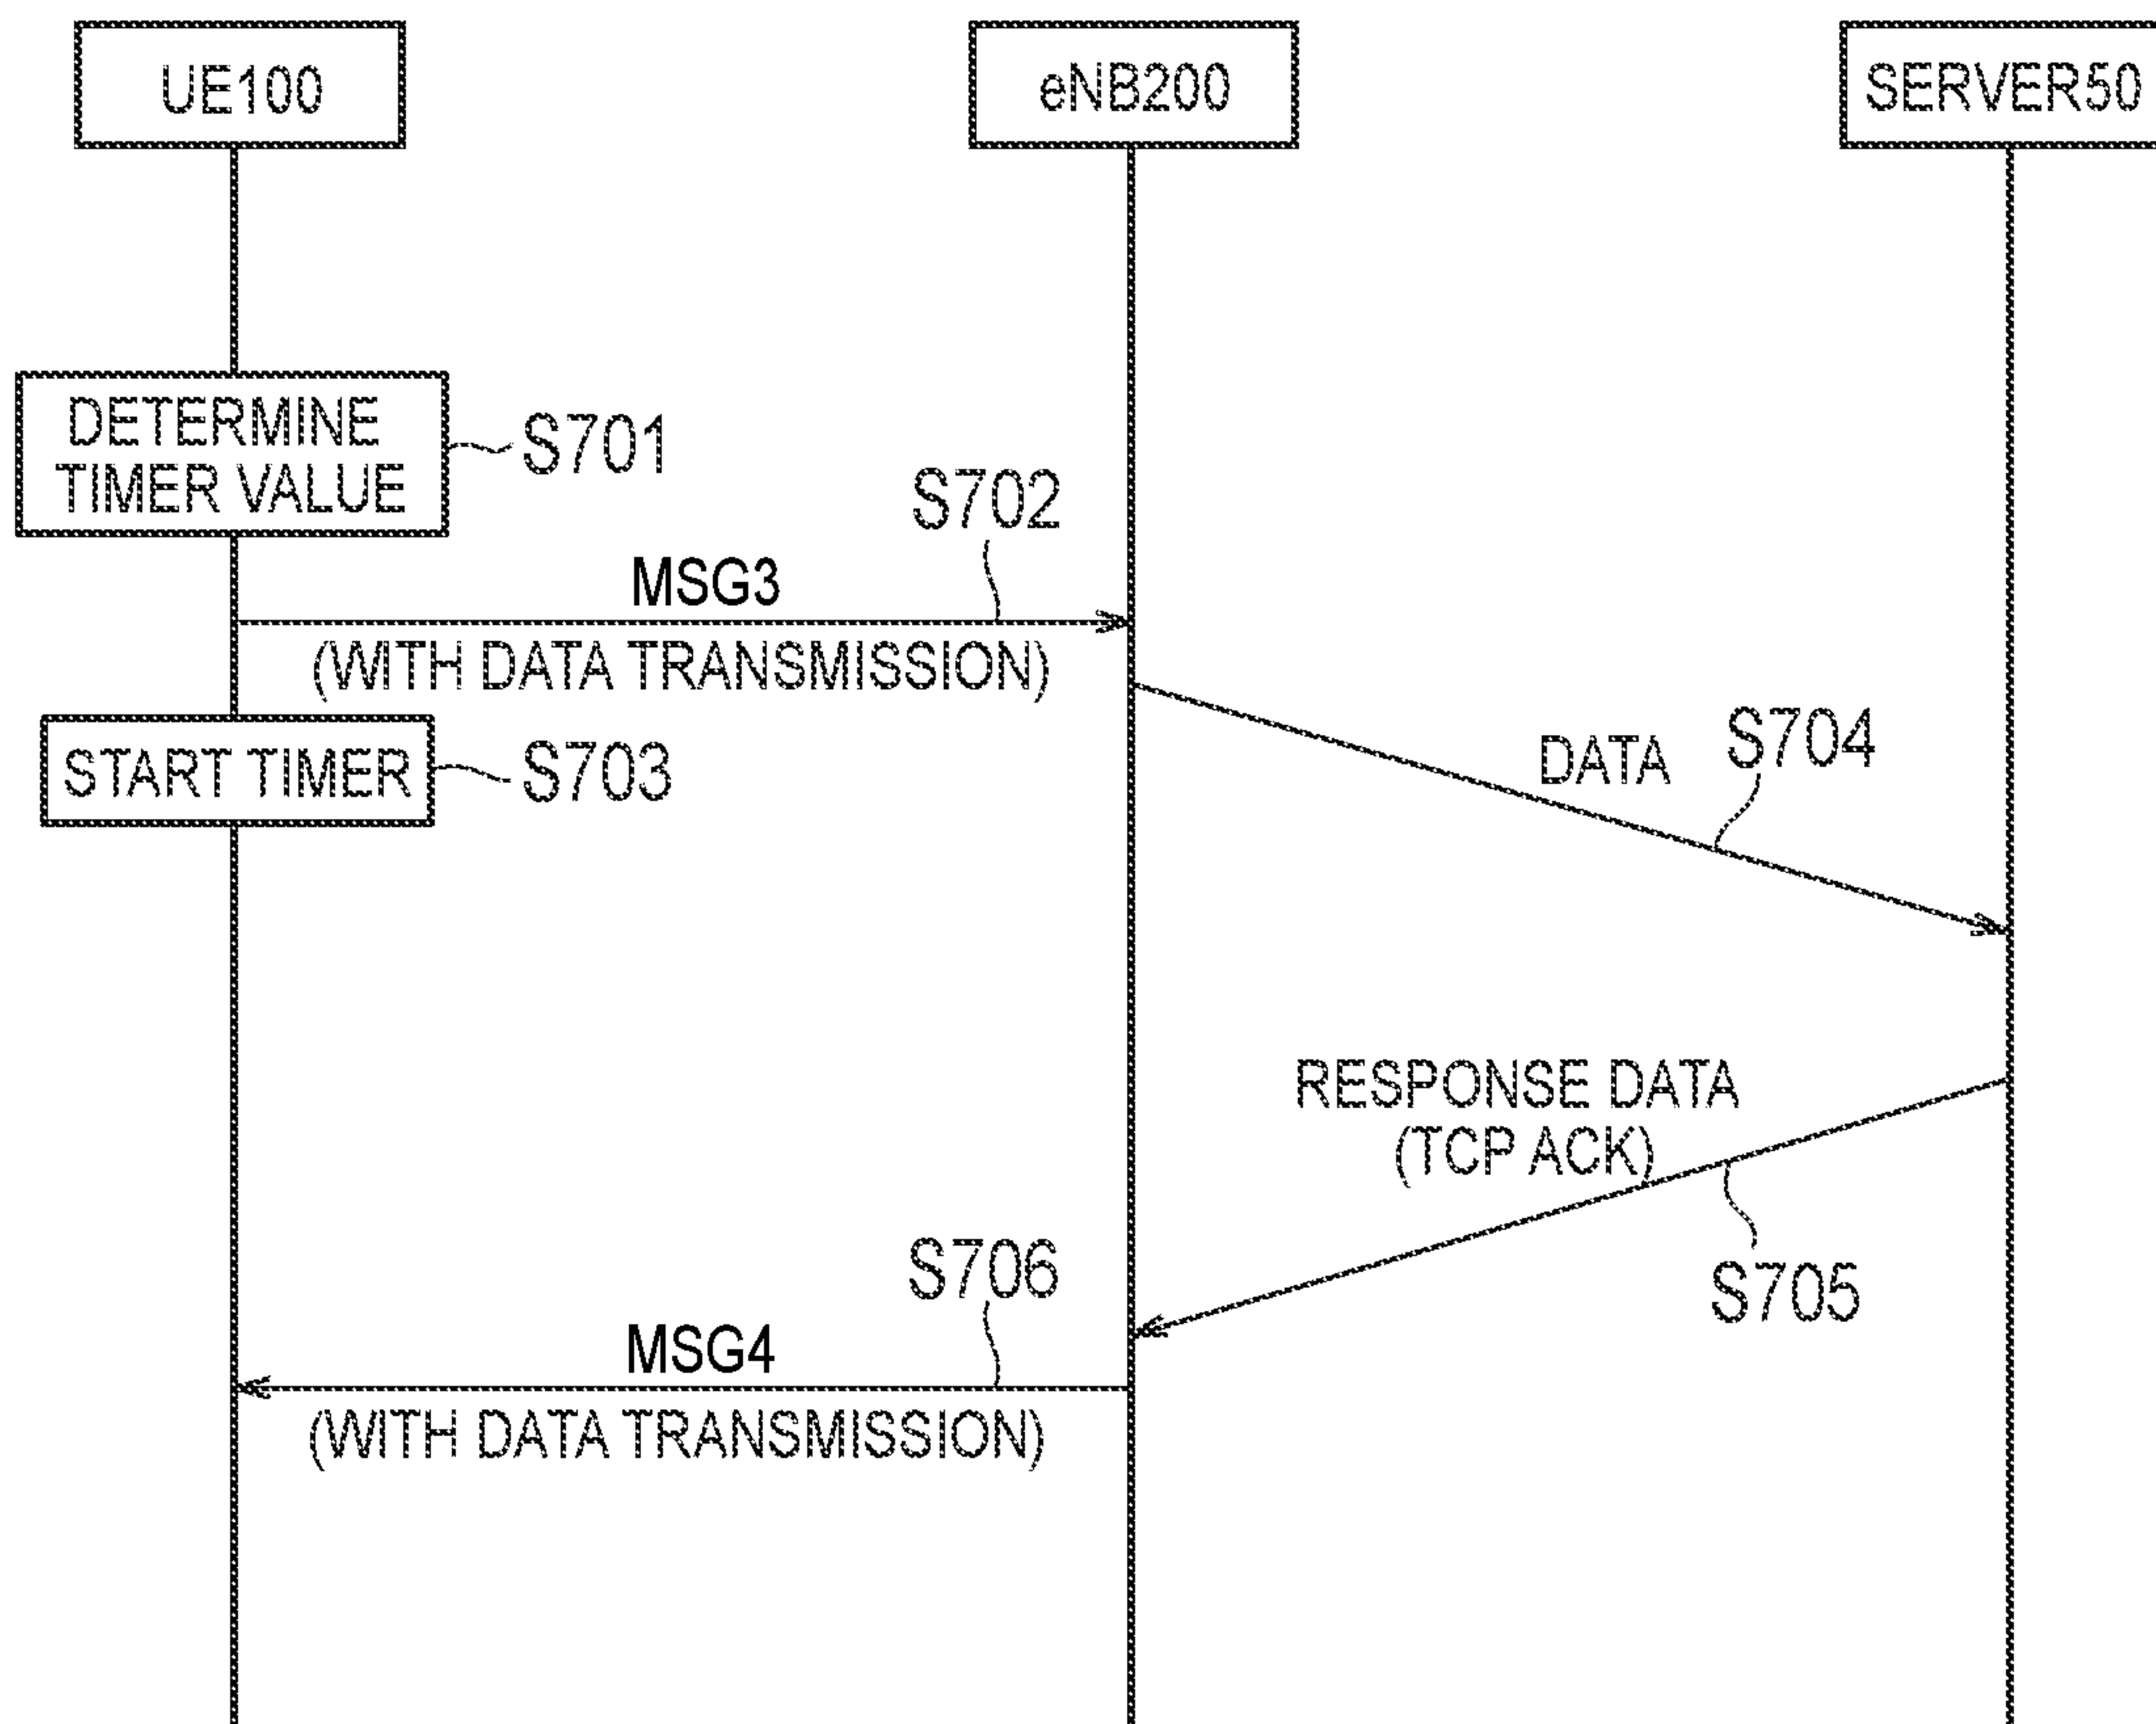 UE100
eNB200
SERVER50
DETERMINE
TIMER VALUE
S701
S702
MSG3
(WITH DATA TRANSMISSION)
START TIMER
S703
DATA
S704
RESPONSE DATA
(TCP ACK)
S705
S706
MSG4
(WITH DATA TRANSMISSION)